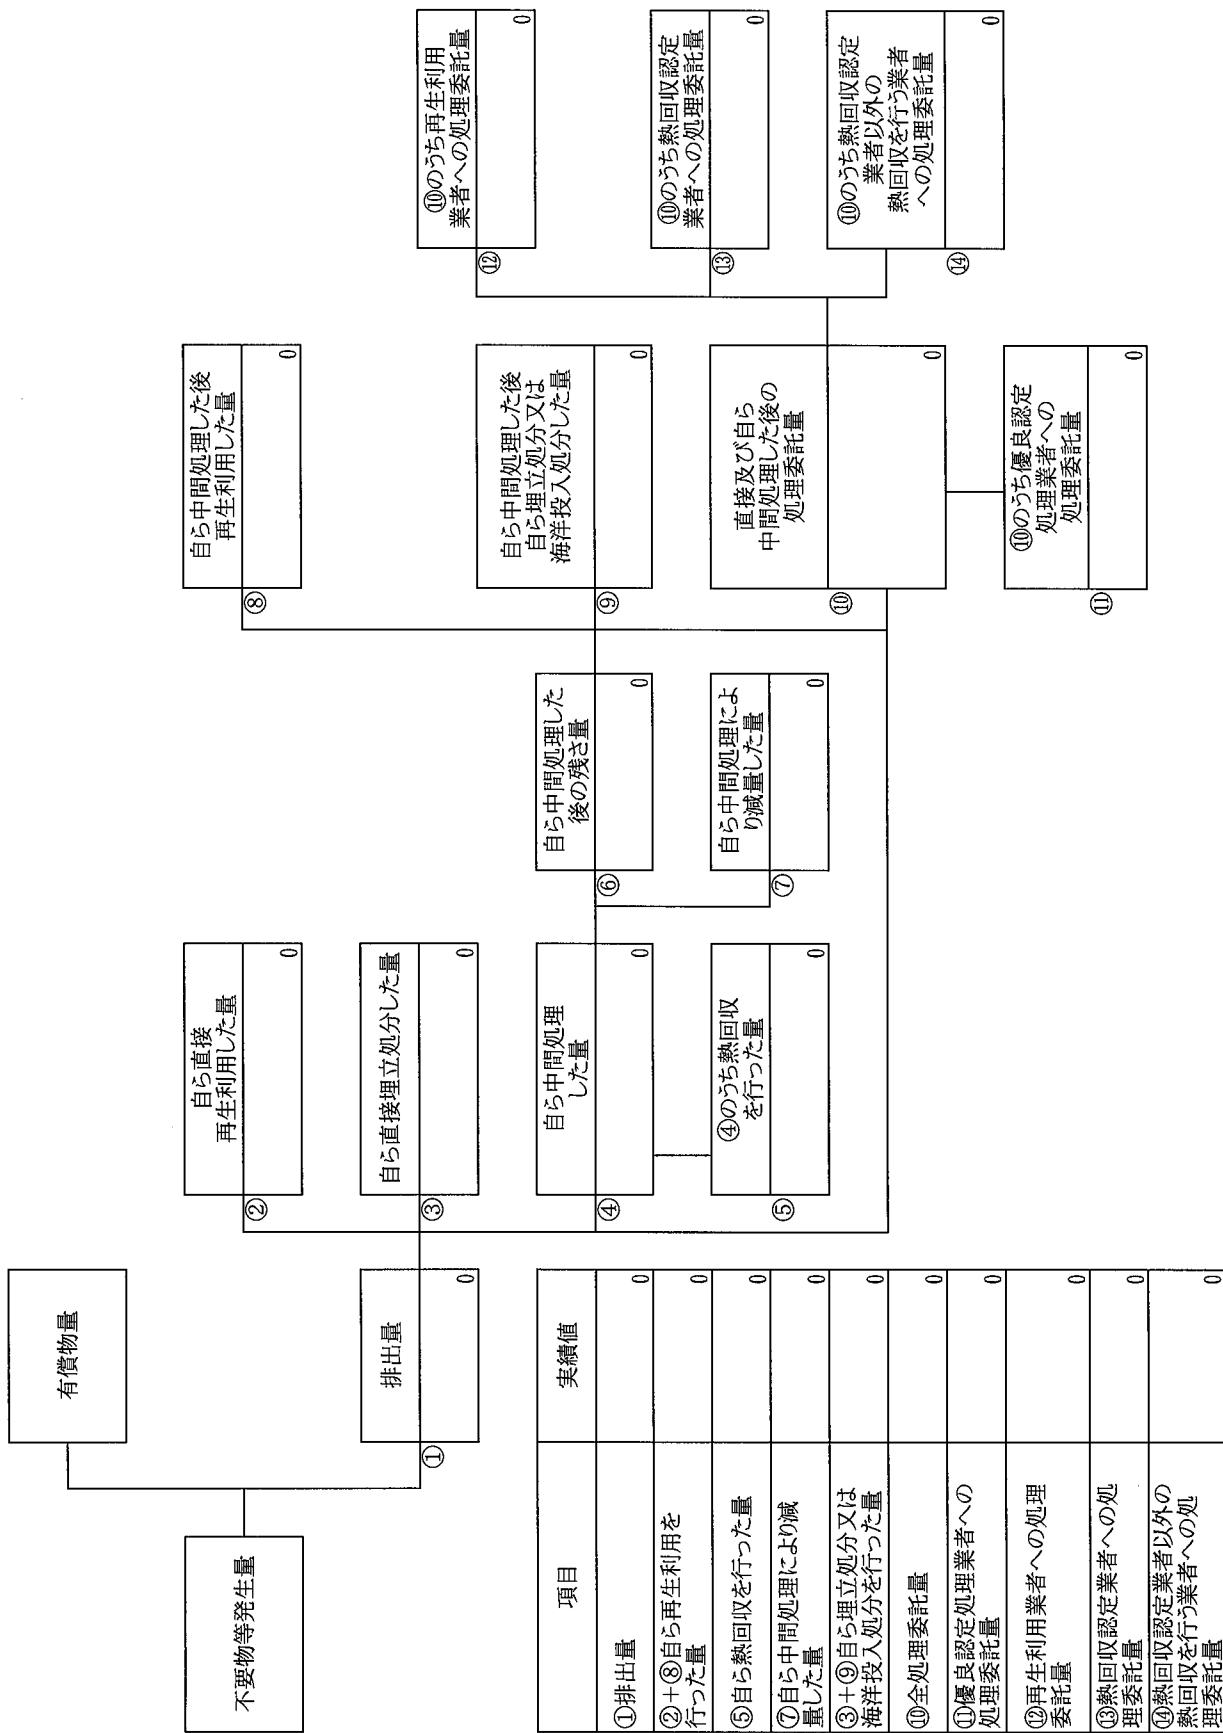 有償物量
不要物等発生量
排出量
0
①
②
自ら直接
再生利用した量
0
③
自ら直接埋立処分した量
0
④
自ら中間処理
した量
0
⑤
④のうち熱回収
を行った量
0
⑥
自ら中間処理した
後の残さ量
0
⑦
自ら中間処理によ
り減量した量
0
⑧
自ら中間処理した後
再生利用した量
0
⑨
自ら中間処理した後
自ら埋立処分又は
海洋投入処分した量
0
⑩
直接及び自ら
中間処理した後の
処理委託量
0
⑪
⑩のうち優良認定
処理業者への
処理委託量
0
⑫
⑩のうち再生利用
業者への処理委託量
0
⑬
⑩のうち熱回収認定
業者への処理委託量
0
⑭
⑩のうち熱回収認定
業者以外の
熱回収を行う業者
への処理委託量
0
項目 実績値
①排出量 0
②+⑧自ら再生利用を
行った量 0
⑤自ら熱回収を行った量 0
⑦自ら中間処理により減
量した量 0
③+⑨自ら埋立処分又は
海洋投入処分を行った量 0
⑩全処理委託量 0
⑪優良認定処理業者への
処理委託量 0
⑫再生利用業者への処理
委託量 0
⑬熱回収認定業者への処
理委託量 0
⑭熱回収認定業者以外の
熱回収を行う業者への処
理委託量 0